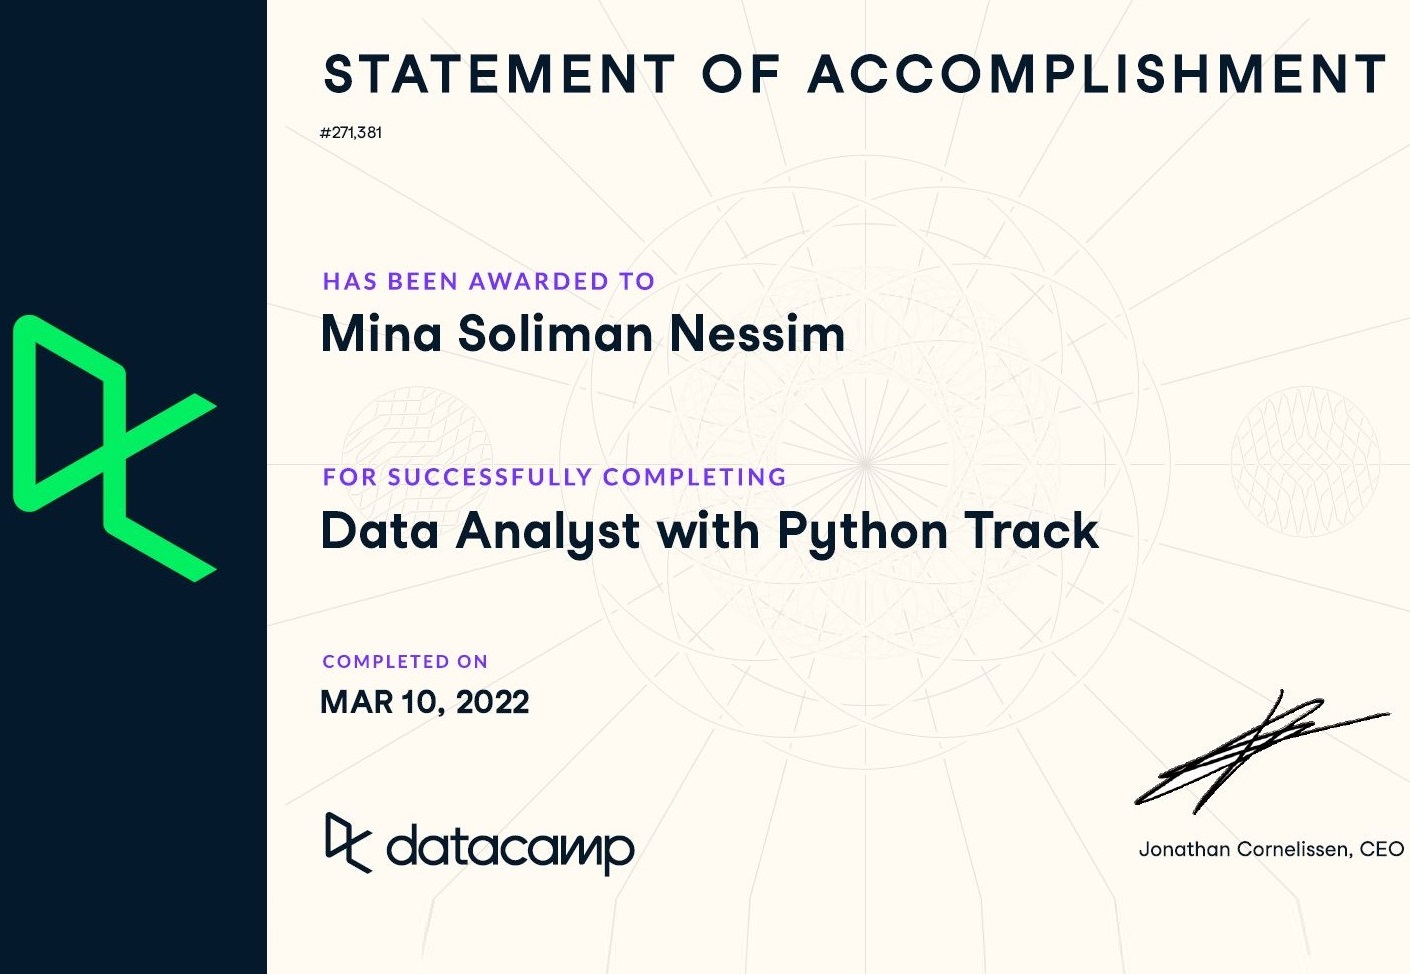 STATEMENT OF ACCOMPLISHMENT
#271,381
HAS BEEN AWARDED TO
Mina Soliman Nessim
FOR SUCCESSFULLY COMPLETING
Data Analyst with Python Track
COMPLETED ON
MAR 10, 2022
datacamp
Jonathan Cornelissen, CEO